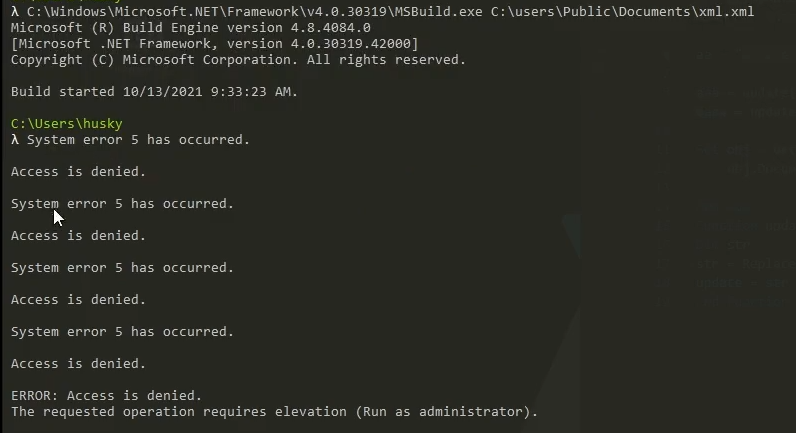 λ C:\Windows\Microsoft.NET\Framework\v4.0.30319\MSBuild.exe C:\users\Public\Documents\xml.xml
Microsoft (R) Build Engine version 4.8.4084.0
[Microsoft .NET Framework, version 4.0.30319.42000]
Copyright (C) Microsoft Corporation. All rights reserved.
Build started 10/13/2021 9:33:23 AM.
C:\Users\husky
λ System error 5 has occurred.
Access is denied.
System error 5 has occurred.
Access is denied.
System error 5 has occurred.
Access is denied.
System error 5 has occurred.
Access is denied.
ERROR: Access is denied.
The requested operation requires elevation (Run as administrator).